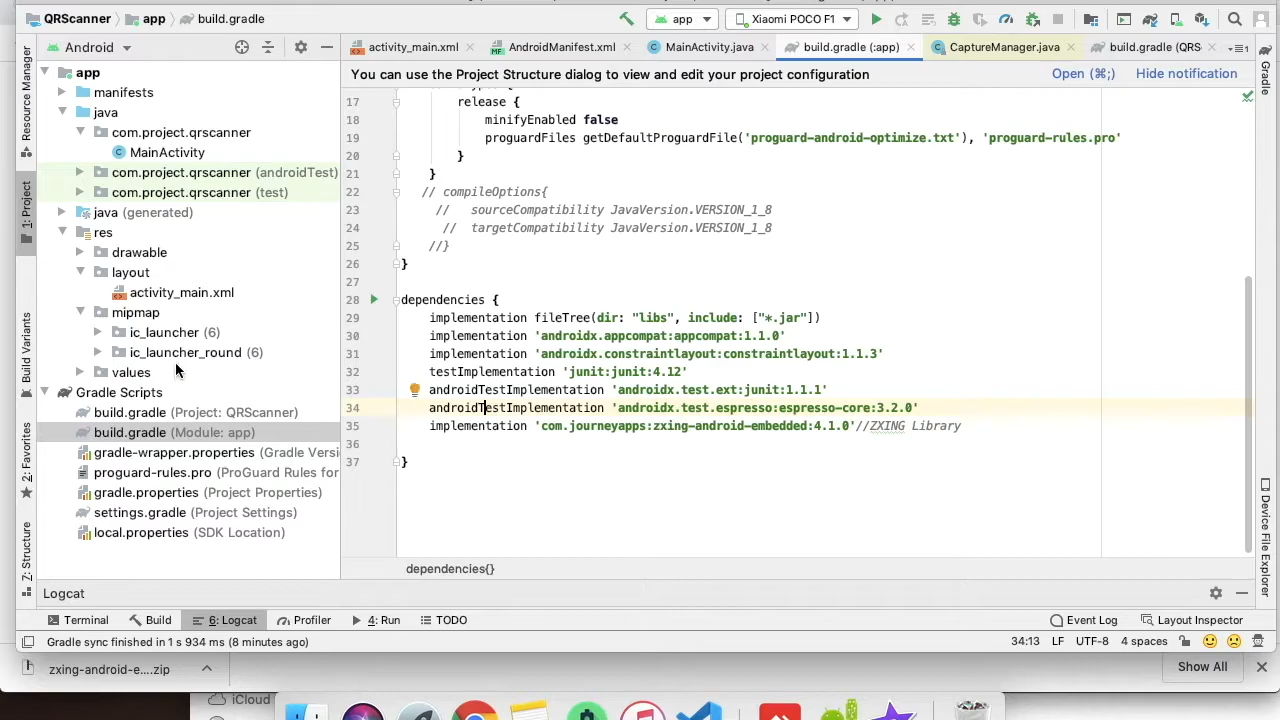 QRScanner app build.gradle app Xiaomi POCO F1
Android
activity_main.xml AndroidManifest.xml MainActivity.java build.gradle (:app) CaptureManager.java build.gradle (QRS
You can use the Project Structure dialog to view and edit your project configuration Open (⌘;) Hide notification
Resource Manager
1: Project
Build Variants
2: Favorites
Z: Structure
app
manifests
java
com.project.qrscanner
MainActivity
com.project.qrscanner (androidTest)
com.project.qrscanner (test)
java (generated)
res
drawable
layout
activity_main.xml
mipmap
ic_launcher (6)
ic_launcher_round (6)
values
Gradle Scripts
build.gradle (Project: QRScanner)
build.gradle (Module: app)
gradle-wrapper.properties (Gradle Versi
proguard-rules.pro (ProGuard Rules for
gradle.properties (Project Properties)
settings.gradle (Project Settings)
local.properties (SDK Location)
17 release {
18 minifyEnabled false
19 proguardFiles getDefaultProguardFile('proguard-android-optimize.txt'), 'proguard-rules.pro'
20 }
21 }
22 // compileOptions{
23 // sourceCompatibility JavaVersion.VERSION_1_8
24 // targetCompatibility JavaVersion.VERSION_1_8
25 //}
26 }
27
28 dependencies {
29 implementation fileTree(dir: "libs", include: ["*.jar"])
30 implementation 'androidx.appcompat:appcompat:1.1.0'
31 implementation 'androidx.constraintlayout:constraintlayout:1.1.3'
32 testImplementation 'junit:junit:4.12'
33 androidTestImplementation 'androidx.test.ext:junit:1.1.1'
34 androidTestImplementation 'androidx.test.espresso:espresso-core:3.2.0'
35 implementation 'com.journeyapps:zxing-android-embedded:4.1.0'//ZXING Library
36
37 }
dependencies{}
Gradle
Device File Explorer
Logcat
Terminal Build 6: Logcat Profiler 4: Run TODO Event Log Layout Inspector
Gradle sync finished in 1 s 934 ms (8 minutes ago) 34:13 LF UTF-8 4 spaces
zxing-android-e....zip Show All
iCloud